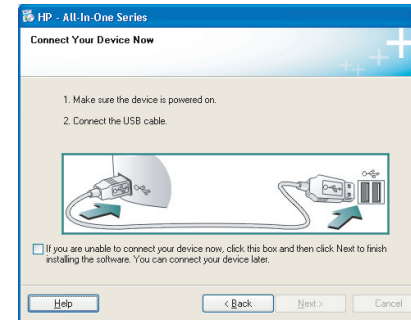 HP - All-In-One Series
Connect Your Device Now
1. Make sure the device is powered on.
2. Connect the USB cable.
If you are unable to connect your device now, click this box and then click Next to finish
installing the software. You can connect your device later.
Help
< Back
Next >
Cancel